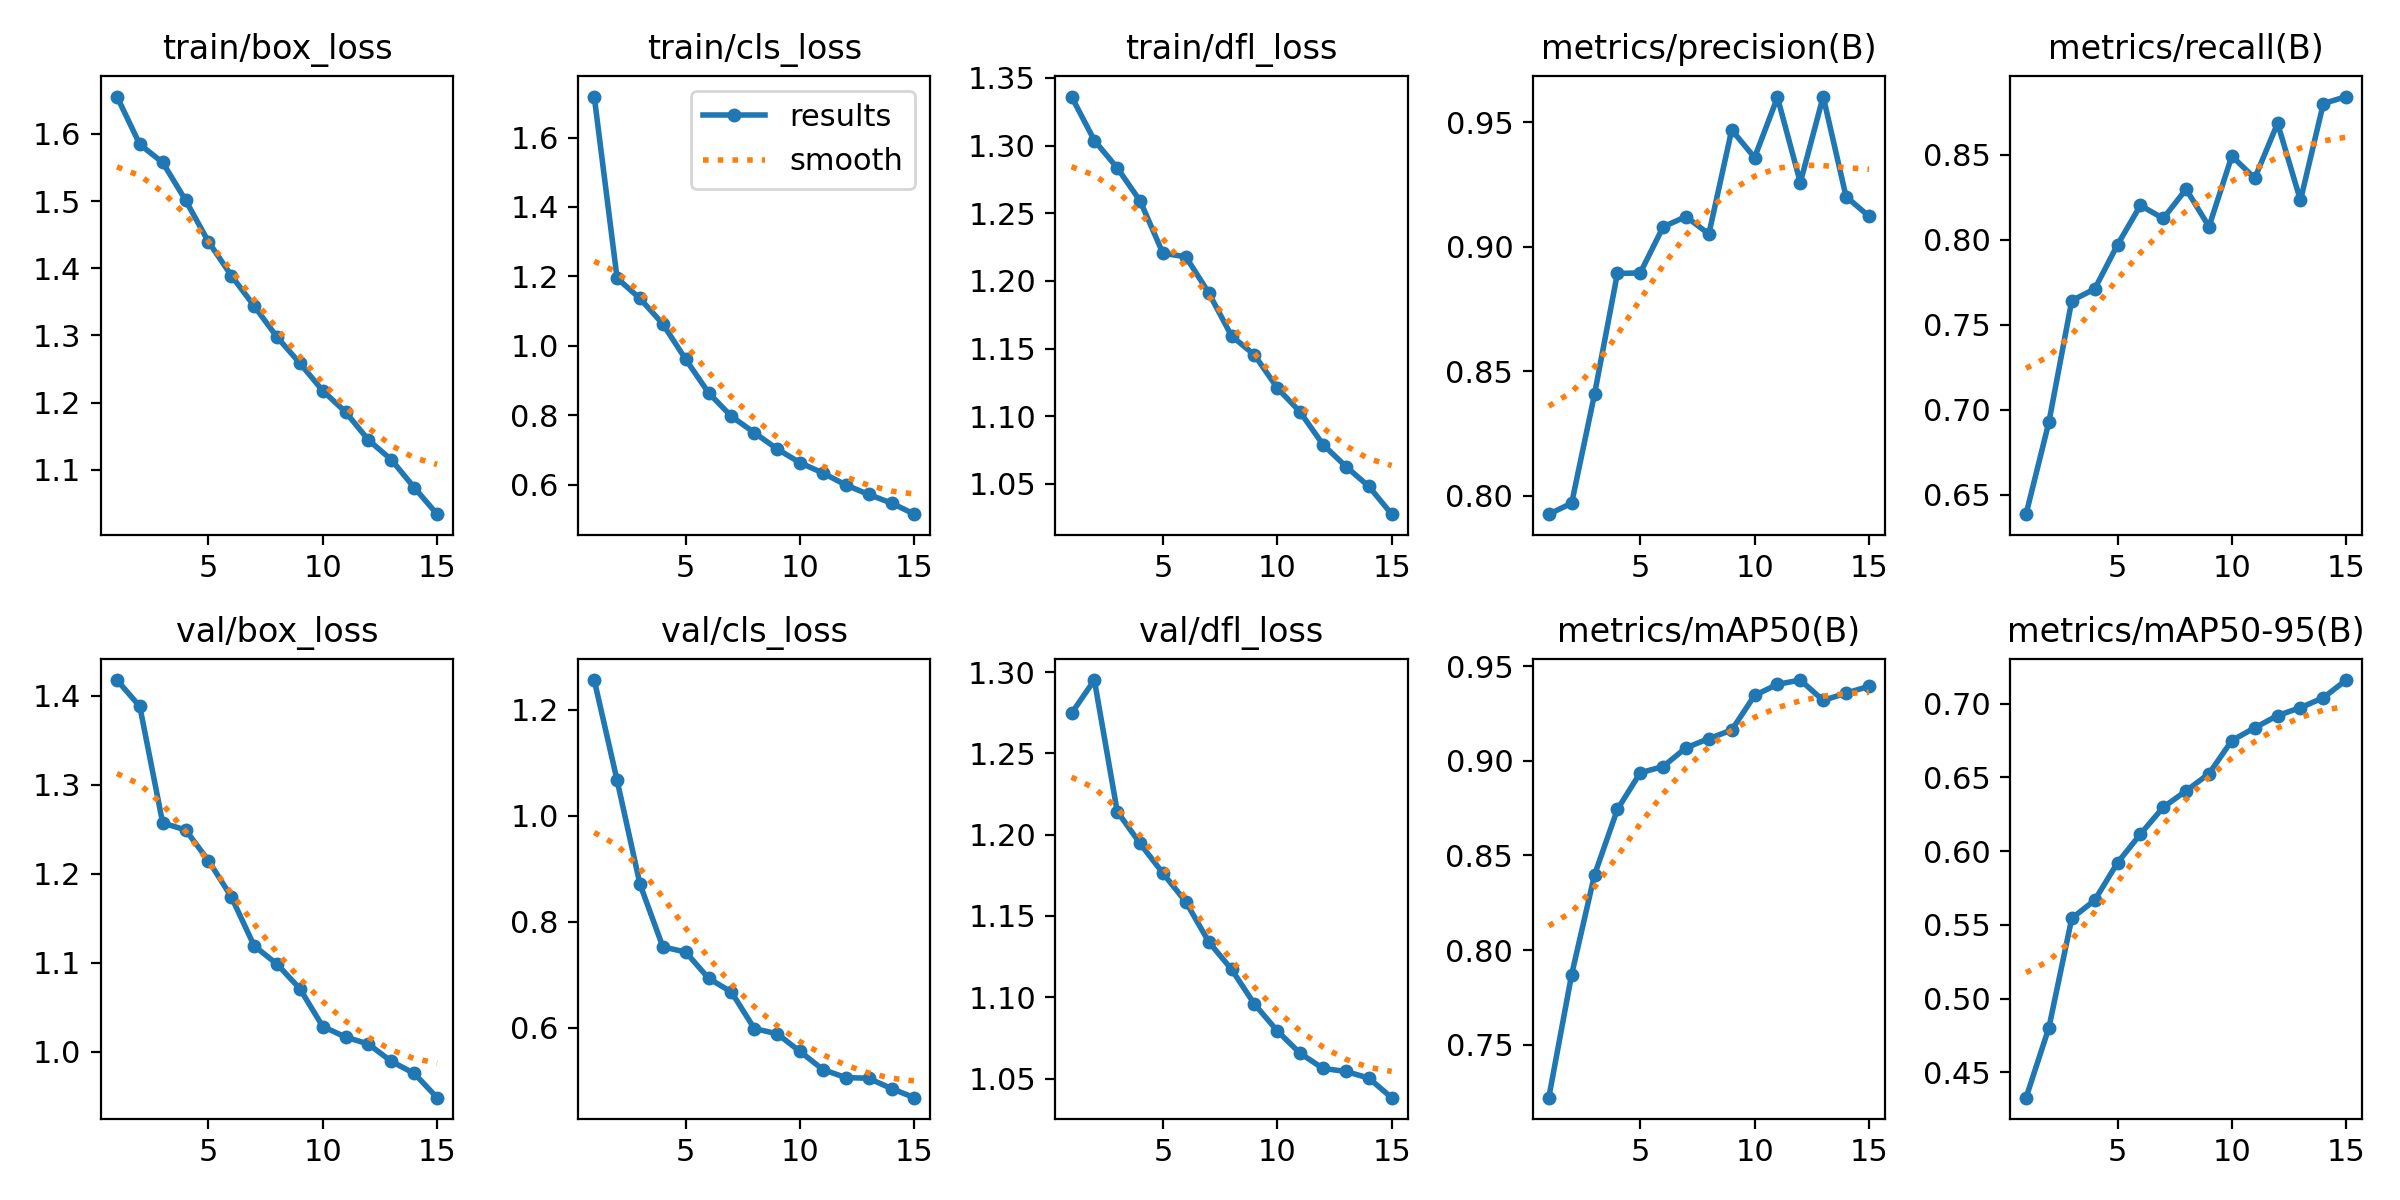 train/box_loss
1.6
1.5
1.4
1.3
1.2
1.1
5 10 15
train/cls_loss
results
smooth
1.6
1.4
1.2
1.0
0.8
0.6
5 10 15
train/dfl_loss
1.35
1.30
1.25
1.20
1.15
1.10
1.05
5 10 15
metrics/precision(B)
0.95
0.90
0.85
0.80
5 10 15
metrics/recall(B)
0.85
0.80
0.75
0.70
0.65
5 10 15
val/box_loss
1.4
1.3
1.2
1.1
1.0
5 10 15
val/cls_loss
1.2
1.0
0.8
0.6
5 10 15
val/dfl_loss
1.30
1.25
1.20
1.15
1.10
1.05
5 10 15
metrics/mAP50(B)
0.95
0.90
0.85
0.80
0.75
5 10 15
metrics/mAP50-95(B)
0.70
0.65
0.60
0.55
0.50
0.45
5 10 15